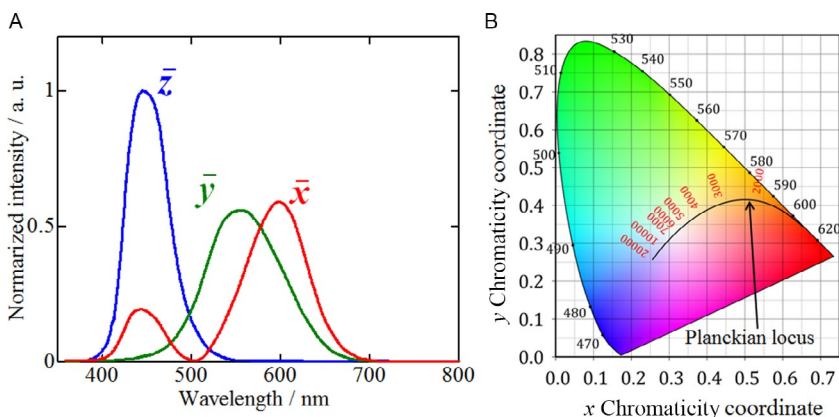 A
Normarized intensity / a. u.
1
0.5
0
z̄
ȳ
x̄
400 500 600 700 800
Wavelength / nm
B
y Chromaticity coordinate
0.8
0.7
0.6
0.5
0.4
0.3
0.2
0.1
0.0
530
540
510
550
560
570
500
580
2000
590
3000
4000
600
5000
6000
7000
10000
20000
620
490
480
470
Planckian locus
0.0 0.1 0.2 0.3 0.4 0.5 0.6 0.7
x Chromaticity coordinate